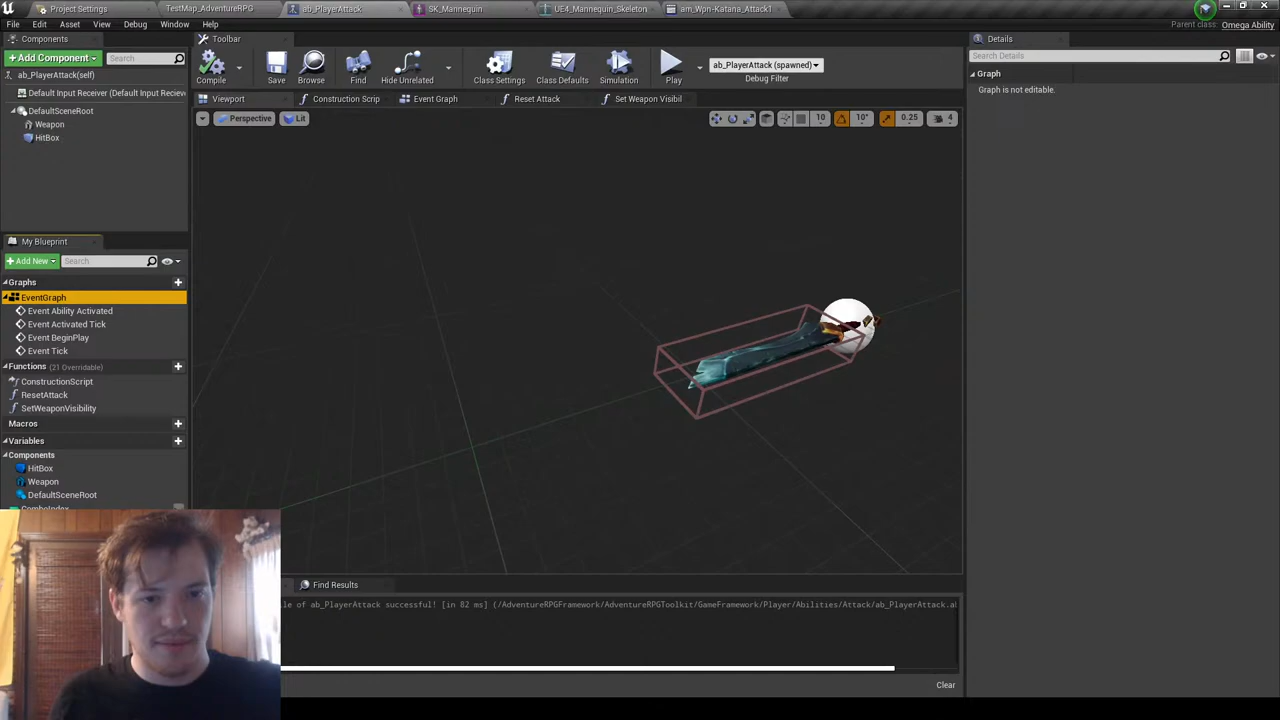 Project Settings
TestMap_AdventureRPG
ab_PlayerAttack
SK_Mannequin
UE4_Mannequin_Skeleton
am_Wpn-Katana_Attack1
File Edit Asset View Debug Window Help
Parent class: Omega Ability
Components
+Add Component
Search
ab_PlayerAttack(self)
Default Input Receiver (Default Input Receive
DefaultSceneRoot
Weapon
HitBox
Toolbar
Compile
Save
Browse
Find
Hide Unrelated
Class Settings
Class Defaults
Simulation
Play
ab_PlayerAttack (spawned)
Debug Filter
Viewport
Construction Scrip
Event Graph
Reset Attack
Set Weapon Visibil
Perspective
Lit
10
10°
0.25
4
Details
Search Details
Graph
Graph is not editable.
My Blueprint
+Add New
Search
Graphs
EventGraph
Event Ability Activated
Event Activated Tick
Event BeginPlay
Event Tick
Functions (21 Overridable)
ConstructionScript
ResetAttack
SetWeaponVisibility
Macros
Variables
Components
HitBox
Weapon
DefaultSceneRoot
Find Results
le of ab_PlayerAttack successful! [in 82 ms] (/AdventureRPGFramework/AdventureRPGToolkit/GameFramework/Player/Abilities/Attack/ab_PlayerAttack.ab
Clear